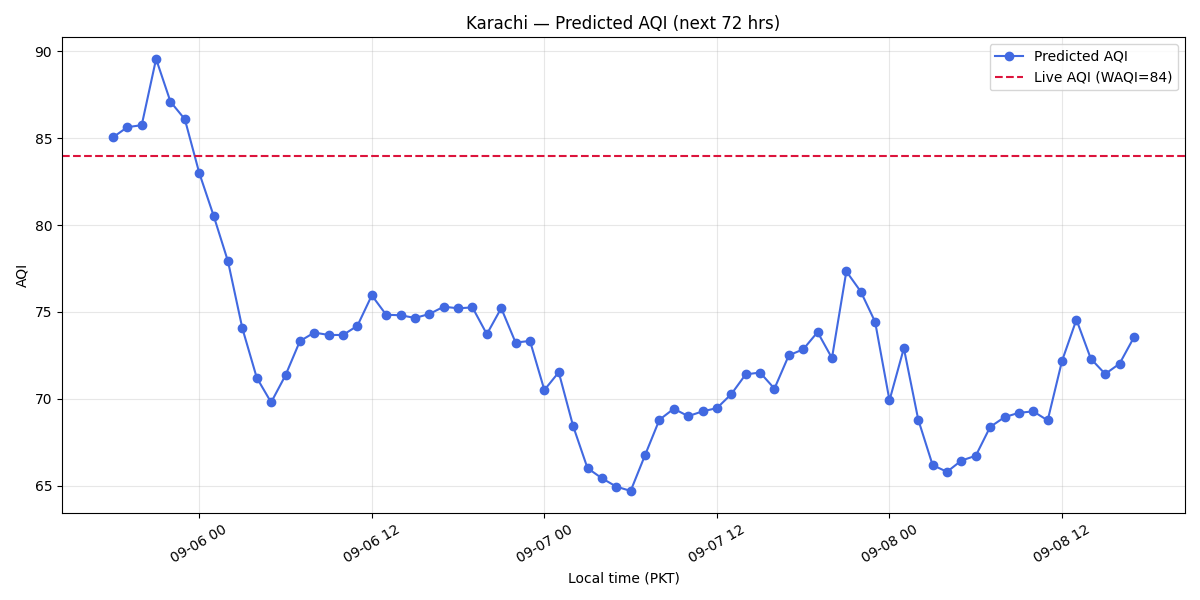 Karachi — Predicted AQI (next 72 hrs)
Predicted AQI
Live AQI (WAQI=84)
AQI
90
85
80
75
70
65
09-06 00
09-06 12
09-07 00
09-07 12
09-08 00
09-08 12
Local time (PKT)